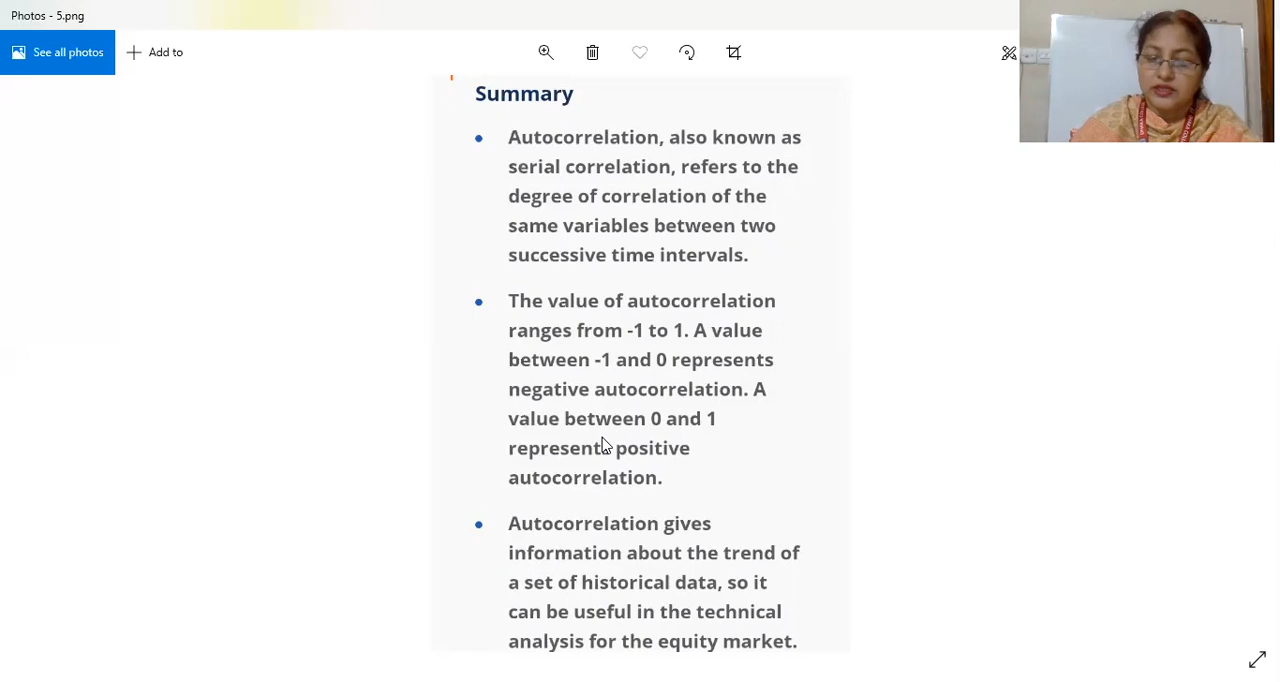 Photos - 5.png
See all photos
Add to
Summary
Autocorrelation, also known as
serial correlation, refers to the
degree of correlation of the
same variables between two
successive time intervals.
The value of autocorrelation
ranges from -1 to 1. A value
between -1 and 0 represents
negative autocorrelation. A
value between 0 and 1
represents positive
autocorrelation.
Autocorrelation gives
information about the trend of
a set of historical data, so it
can be useful in the technical
analysis for the equity market.